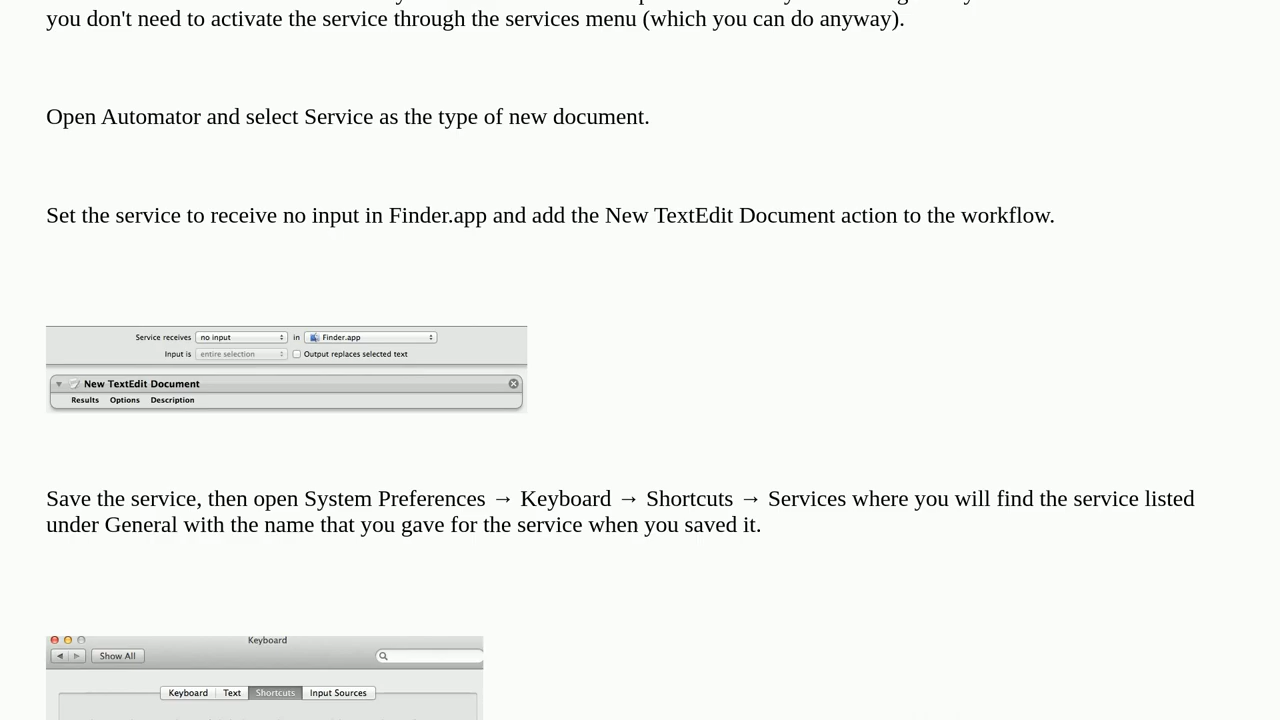 you don't need to activate the service through the services menu (which you can do anyway).
Open Automator and select Service as the type of new document.
Set the service to receive no input in Finder.app and add the New TextEdit Document action to the workflow.
Service receives no input in Finder.app
Input is entire selection Output replaces selected text
New TextEdit Document
Results Options Description
Save the service, then open System Preferences → Keyboard → Shortcuts → Services where you will find the service listed
under General with the name that you gave for the service when you saved it.
Keyboard
Show All
Keyboard Text Shortcuts Input Sources